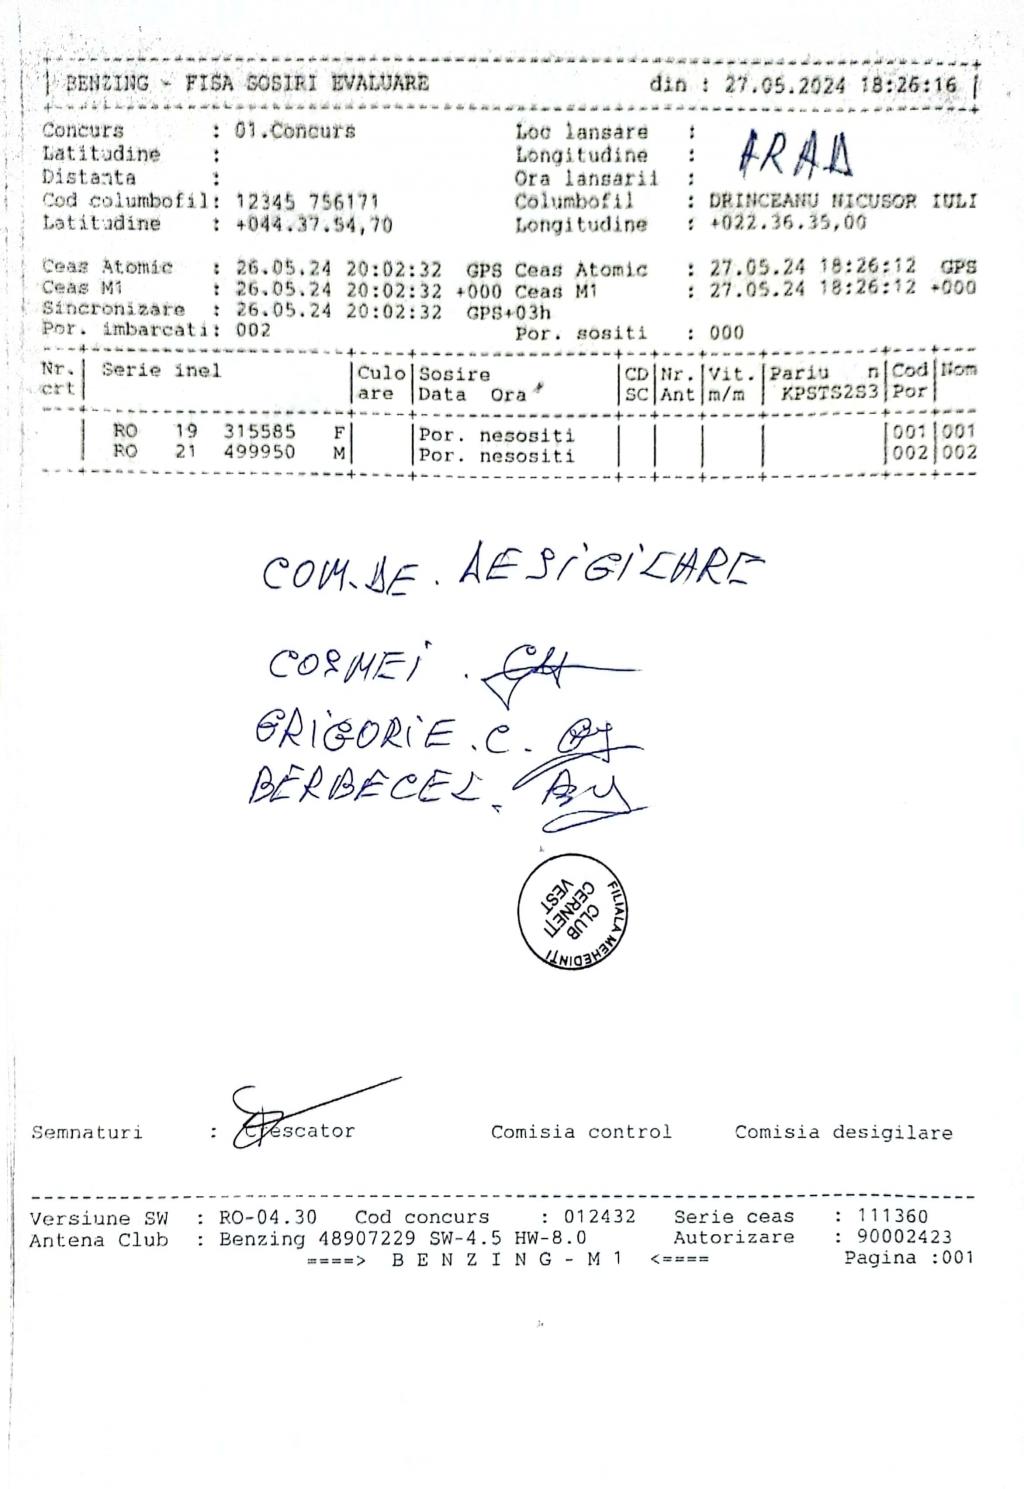 BENZING - FISA SOSIRI EVALUARE din : 27.05.2024 18:26:16
Concurs : 01.Concurs Loc lansare : ARAD
Latitudine : Longitudine :
Distanta : Ora lansarii :
Cod columbofil: 12345 756171 Columbofil : DRINCEANU NICUSOR IULI
Latitudine : +044.37.54,70 Longitudine : +022.36.35,00
Ceas Atomic : 26.05.24 20:02:32 GPS Ceas Atomic : 27.05.24 18:26:12 GPS
Ceas M1 : 26.05.24 20:02:32 +000 Ceas M1 : 27.05.24 18:26:12 +000
Sincronizare : 26.05.24 20:02:32 GPS+03h
Por. imbarcati: 002 Por. sositi : 000
Nr. | Serie inel | Culo | Sosire | CD | Nr. | Vit. | Pariu n | Cod | Nom
crt | | are | Data Ora | SC | Ant | m/m | KPSTS2S3 | Por |
RO 19 315585 F | | Por. nesositi | | | | | 001 | 001
RO 21 499950 M | | Por. nesositi | | | | | 002 | 002
COM.DE. DESIGILARE
COSMEI.
GRIGORIE.C.
BERBECEL.
FILIALA MEHEDINTI
CLUB
CERNETI
VEST
Semnaturi : Crescator Comisia control Comisia desigilare
Versiune SW : RO-04.30 Cod concurs : 012432 Serie ceas : 111360
Antena Club : Benzing 48907229 SW-4.5 HW-8.0 Autorizare : 90002423
====> B E N Z I N G - M 1 <==== Pagina :001